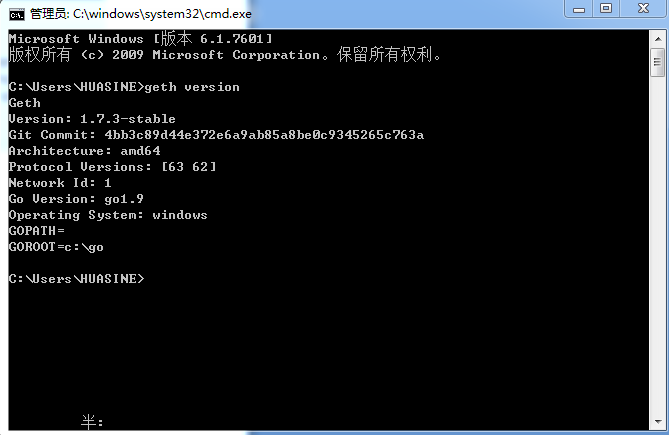 管理员: C:\windows\system32\cmd.exe
Microsoft Windows [版本 6.1.7601]
版权所有 (c) 2009 Microsoft Corporation。保留所有权利。
C:\Users\HUASINE>geth version
Geth
Version: 1.7.3-stable
Git Commit: 4bb3c89d44e372e6a9ab85a8be0c9345265c763a
Architecture: amd64
Protocol Versions: [63 62]
Network Id: 1
Go Version: go1.9
Operating System: windows
GOPATH=
GOROOT=c:\go
C:\Users\HUASINE>
半: